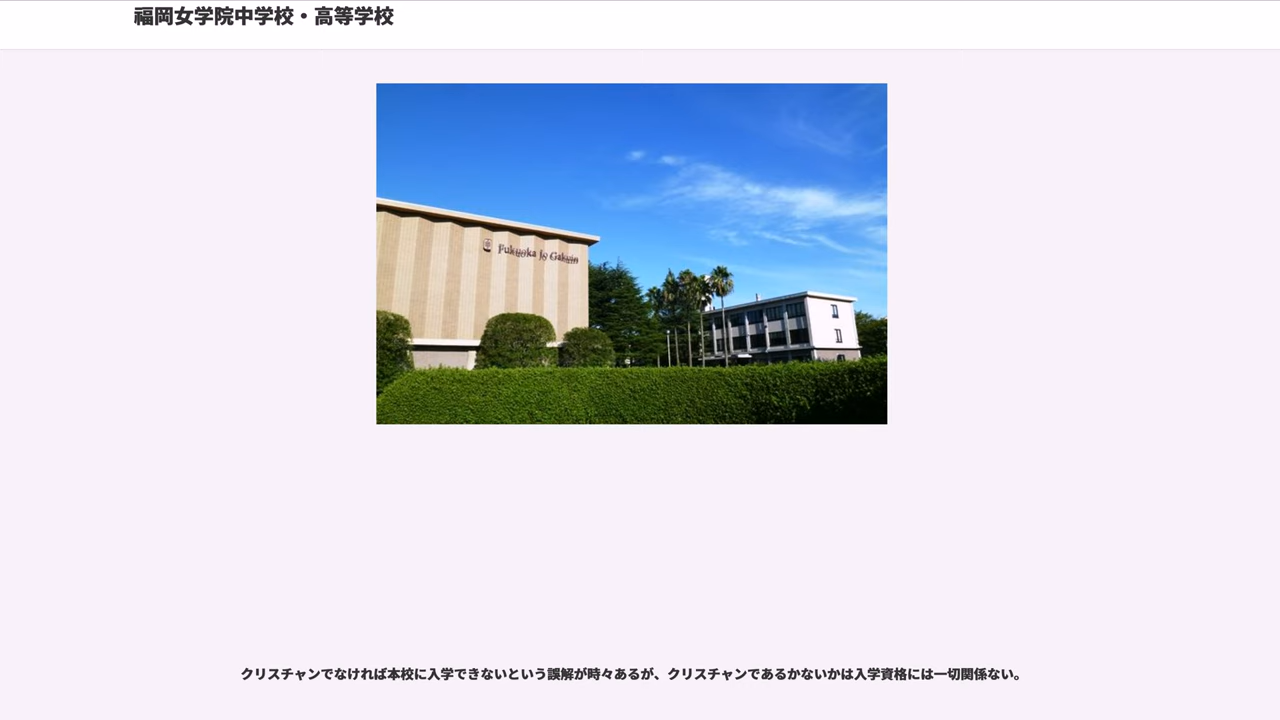 福岡女学院中学校・高等学校
Fukuoka Jo Gakuin
クリスチャンでなければ本校に入学できないという誤解が時々あるが、クリスチャンであるかないかは入学資格には一切関係ない。